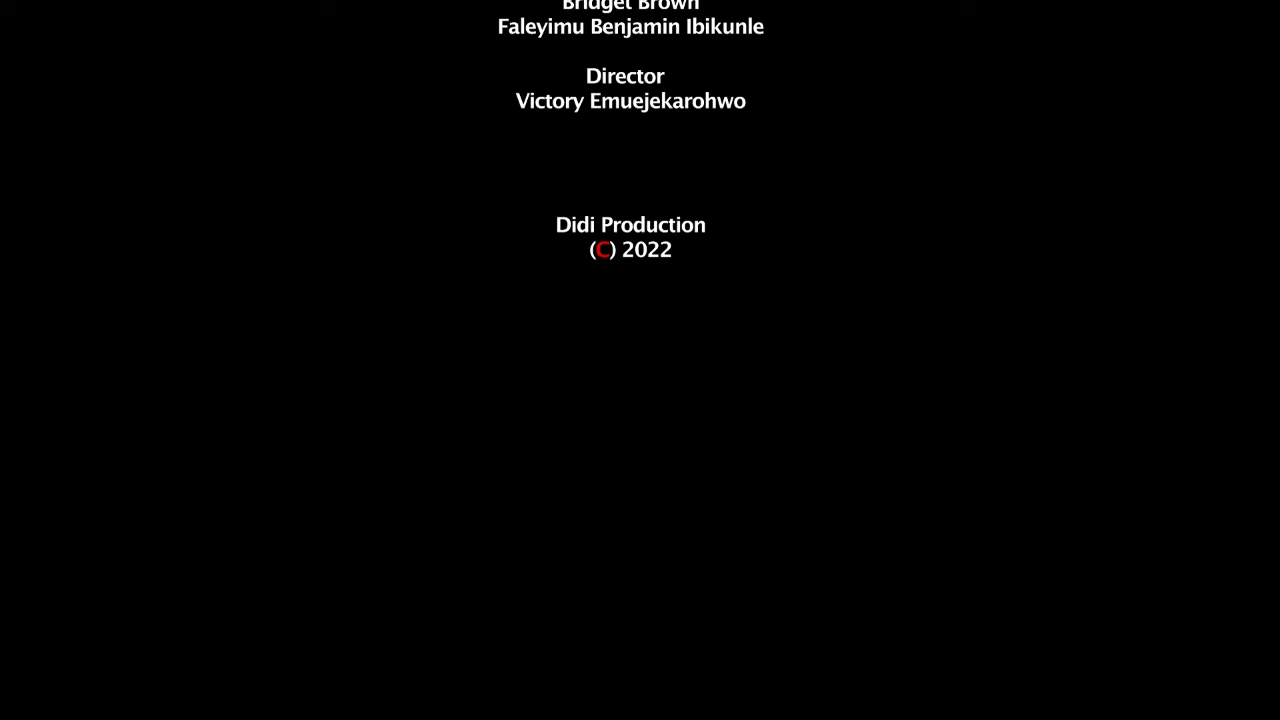 Bridget Brown
Faleyimu Benjamin Ibikunle
Director
Victory Emuejekarohwo
Didi Production
(C) 2022